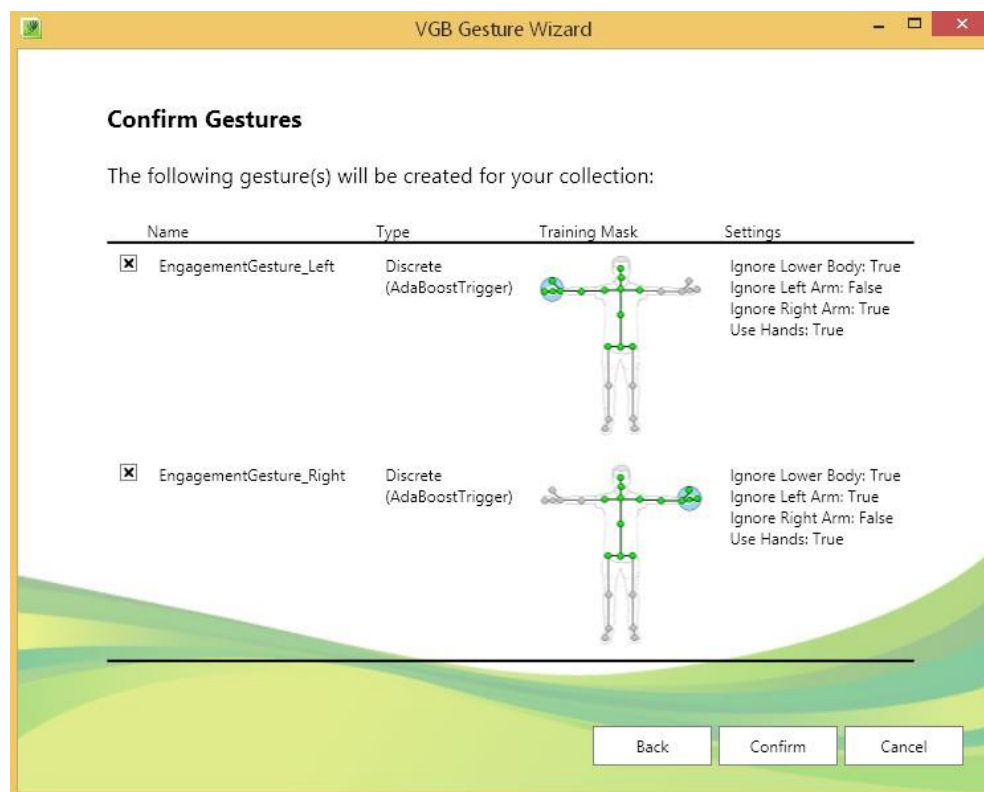 VGB Gesture Wizard
Confirm Gestures
The following gesture(s) will be created for your collection:
Name Type Training Mask Settings
EngagementGesture_Left Discrete Ignore Lower Body: True
(AdaBoostTrigger) Ignore Left Arm: False
Ignore Right Arm: True
Use Hands: True
EngagementGesture_Right Discrete Ignore Lower Body: True
(AdaBoostTrigger) Ignore Left Arm: True
Ignore Right Arm: False
Use Hands: True
Back Confirm Cancel